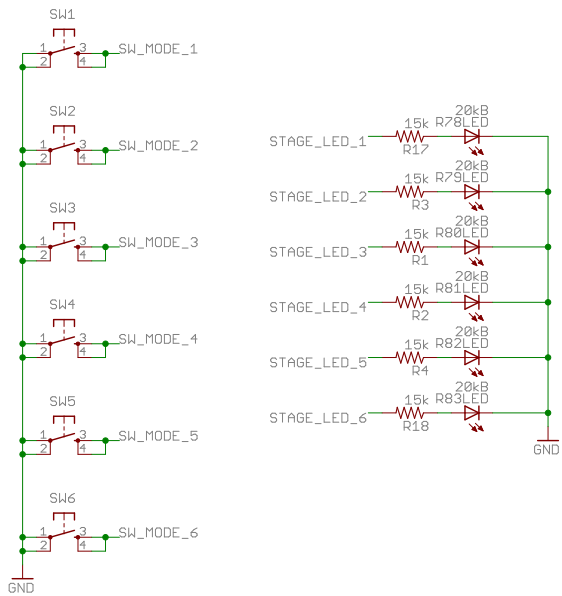 SW1
1 3 SW_MODE_1
2 4
SW2
1 3 SW_MODE_2
2 4
SW3
1 3 SW_MODE_3
2 4
SW4
1 3 SW_MODE_4
2 4
SW5
1 3 SW_MODE_5
2 4
SW6
1 3 SW_MODE_6
2 4
GND
20kB
15k R78LED
STAGE_LED_1
R17
20kB
15k R79LED
STAGE_LED_2
R3
20kB
15k R80LED
STAGE_LED_3
R1
20kB
15k R81LED
STAGE_LED_4
R2
20kB
15k R82LED
STAGE_LED_5
R4
20kB
15k R83LED
STAGE_LED_6
R18
GND